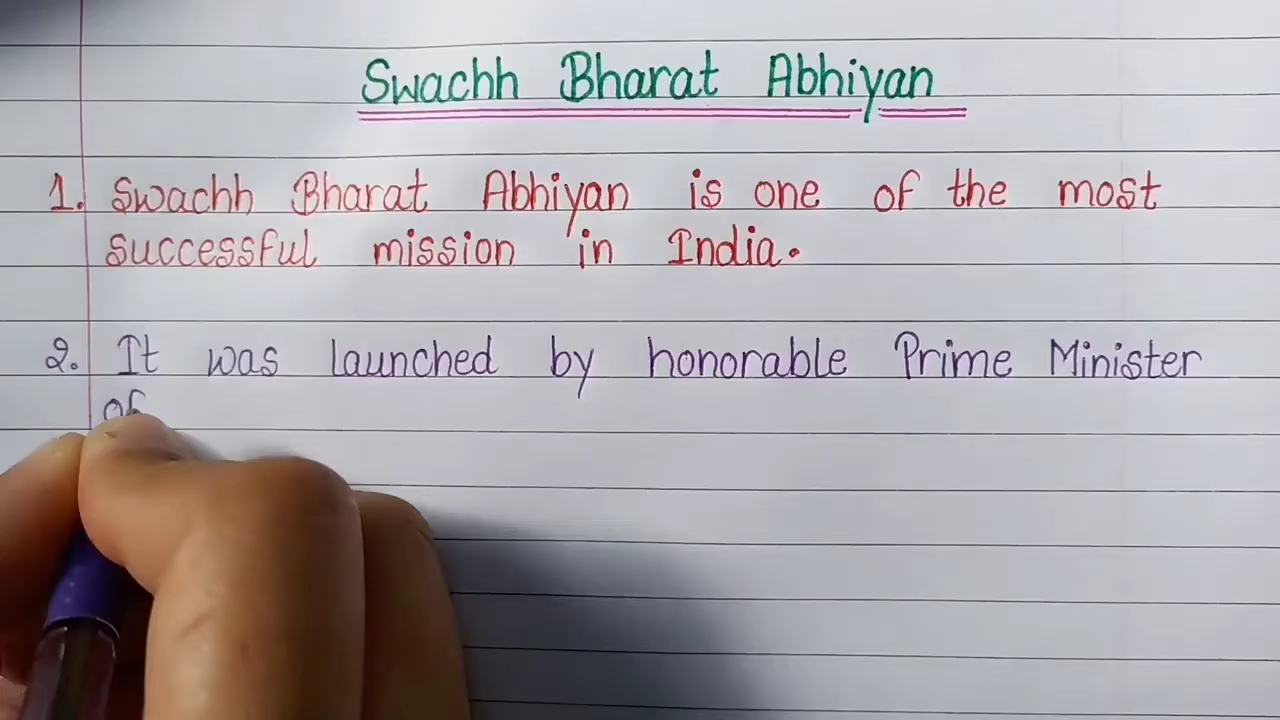 Swachh Bharat Abhiyan
1. Swachh Bharat Abhiyan is one of the most
successful mission in India.
2. It was launched by honorable Prime Minister
of